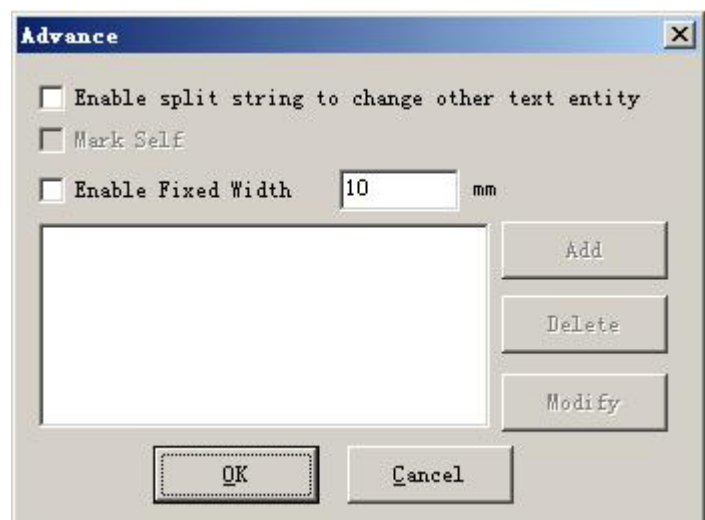 Advance
Enable split string to change other text entity
Mark Self
Enable Fixed Width 10 mm
Add
Delete
Modify
OK Cancel